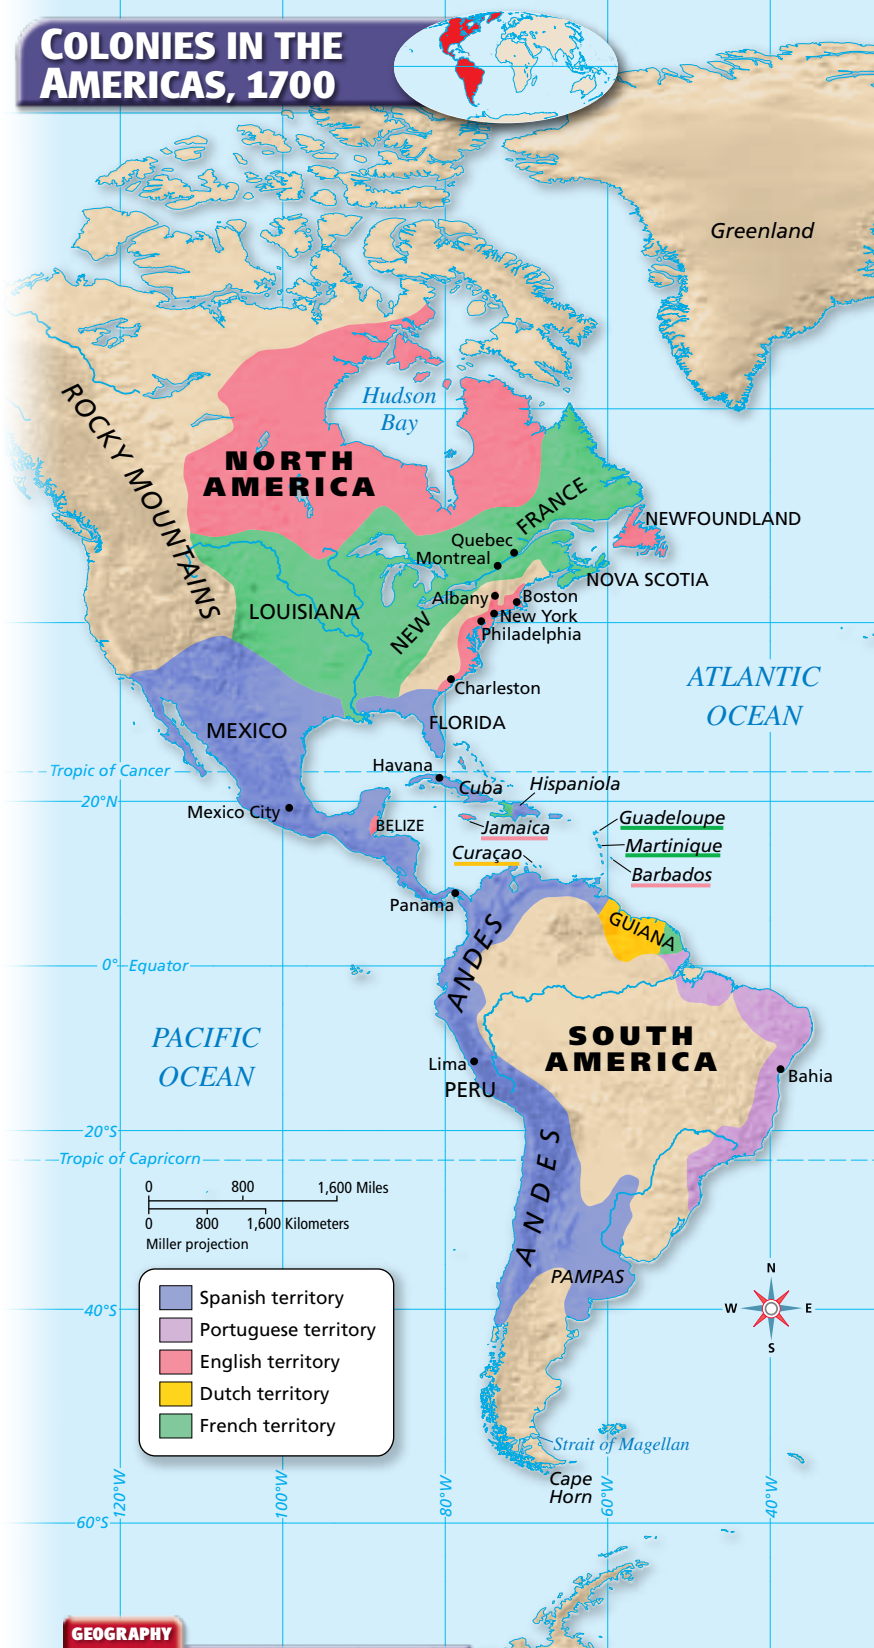 COLONIES IN THE
AMERICAS, 1700
Greenland
Hudson
Bay
ROCKY MOUNTAINS
NORTH
AMERICA
NEW FRANCE
NEWFOUNDLAND
Quebec
Montreal
NOVA SCOTIA
Albany
Boston
New York
Philadelphia
LOUISIANA
Charleston
ATLANTIC
OCEAN
MEXICO
FLORIDA
Tropic of Cancer
Havana
Cuba
Hispaniola
20°N
Mexico City
BELIZE
Jamaica
Guadeloupe
Martinique
Curaçao
Barbados
Panama
GUIANA
ANDES
0° Equator
PACIFIC
OCEAN
SOUTH
AMERICA
Lima
PERU
Bahia
20°S
ANDES
Tropic of Capricorn
0 800 1,600 Miles
0 800 1,600 Kilometers
Miller projection
PAMPAS
N
W E
S
40°S
Spanish territory
Portuguese territory
English territory
Dutch territory
French territory
Strait of Magellan
Cape
Horn
120°W
100°W
80°W
60°W
40°W
60°S
GEOGRAPHY